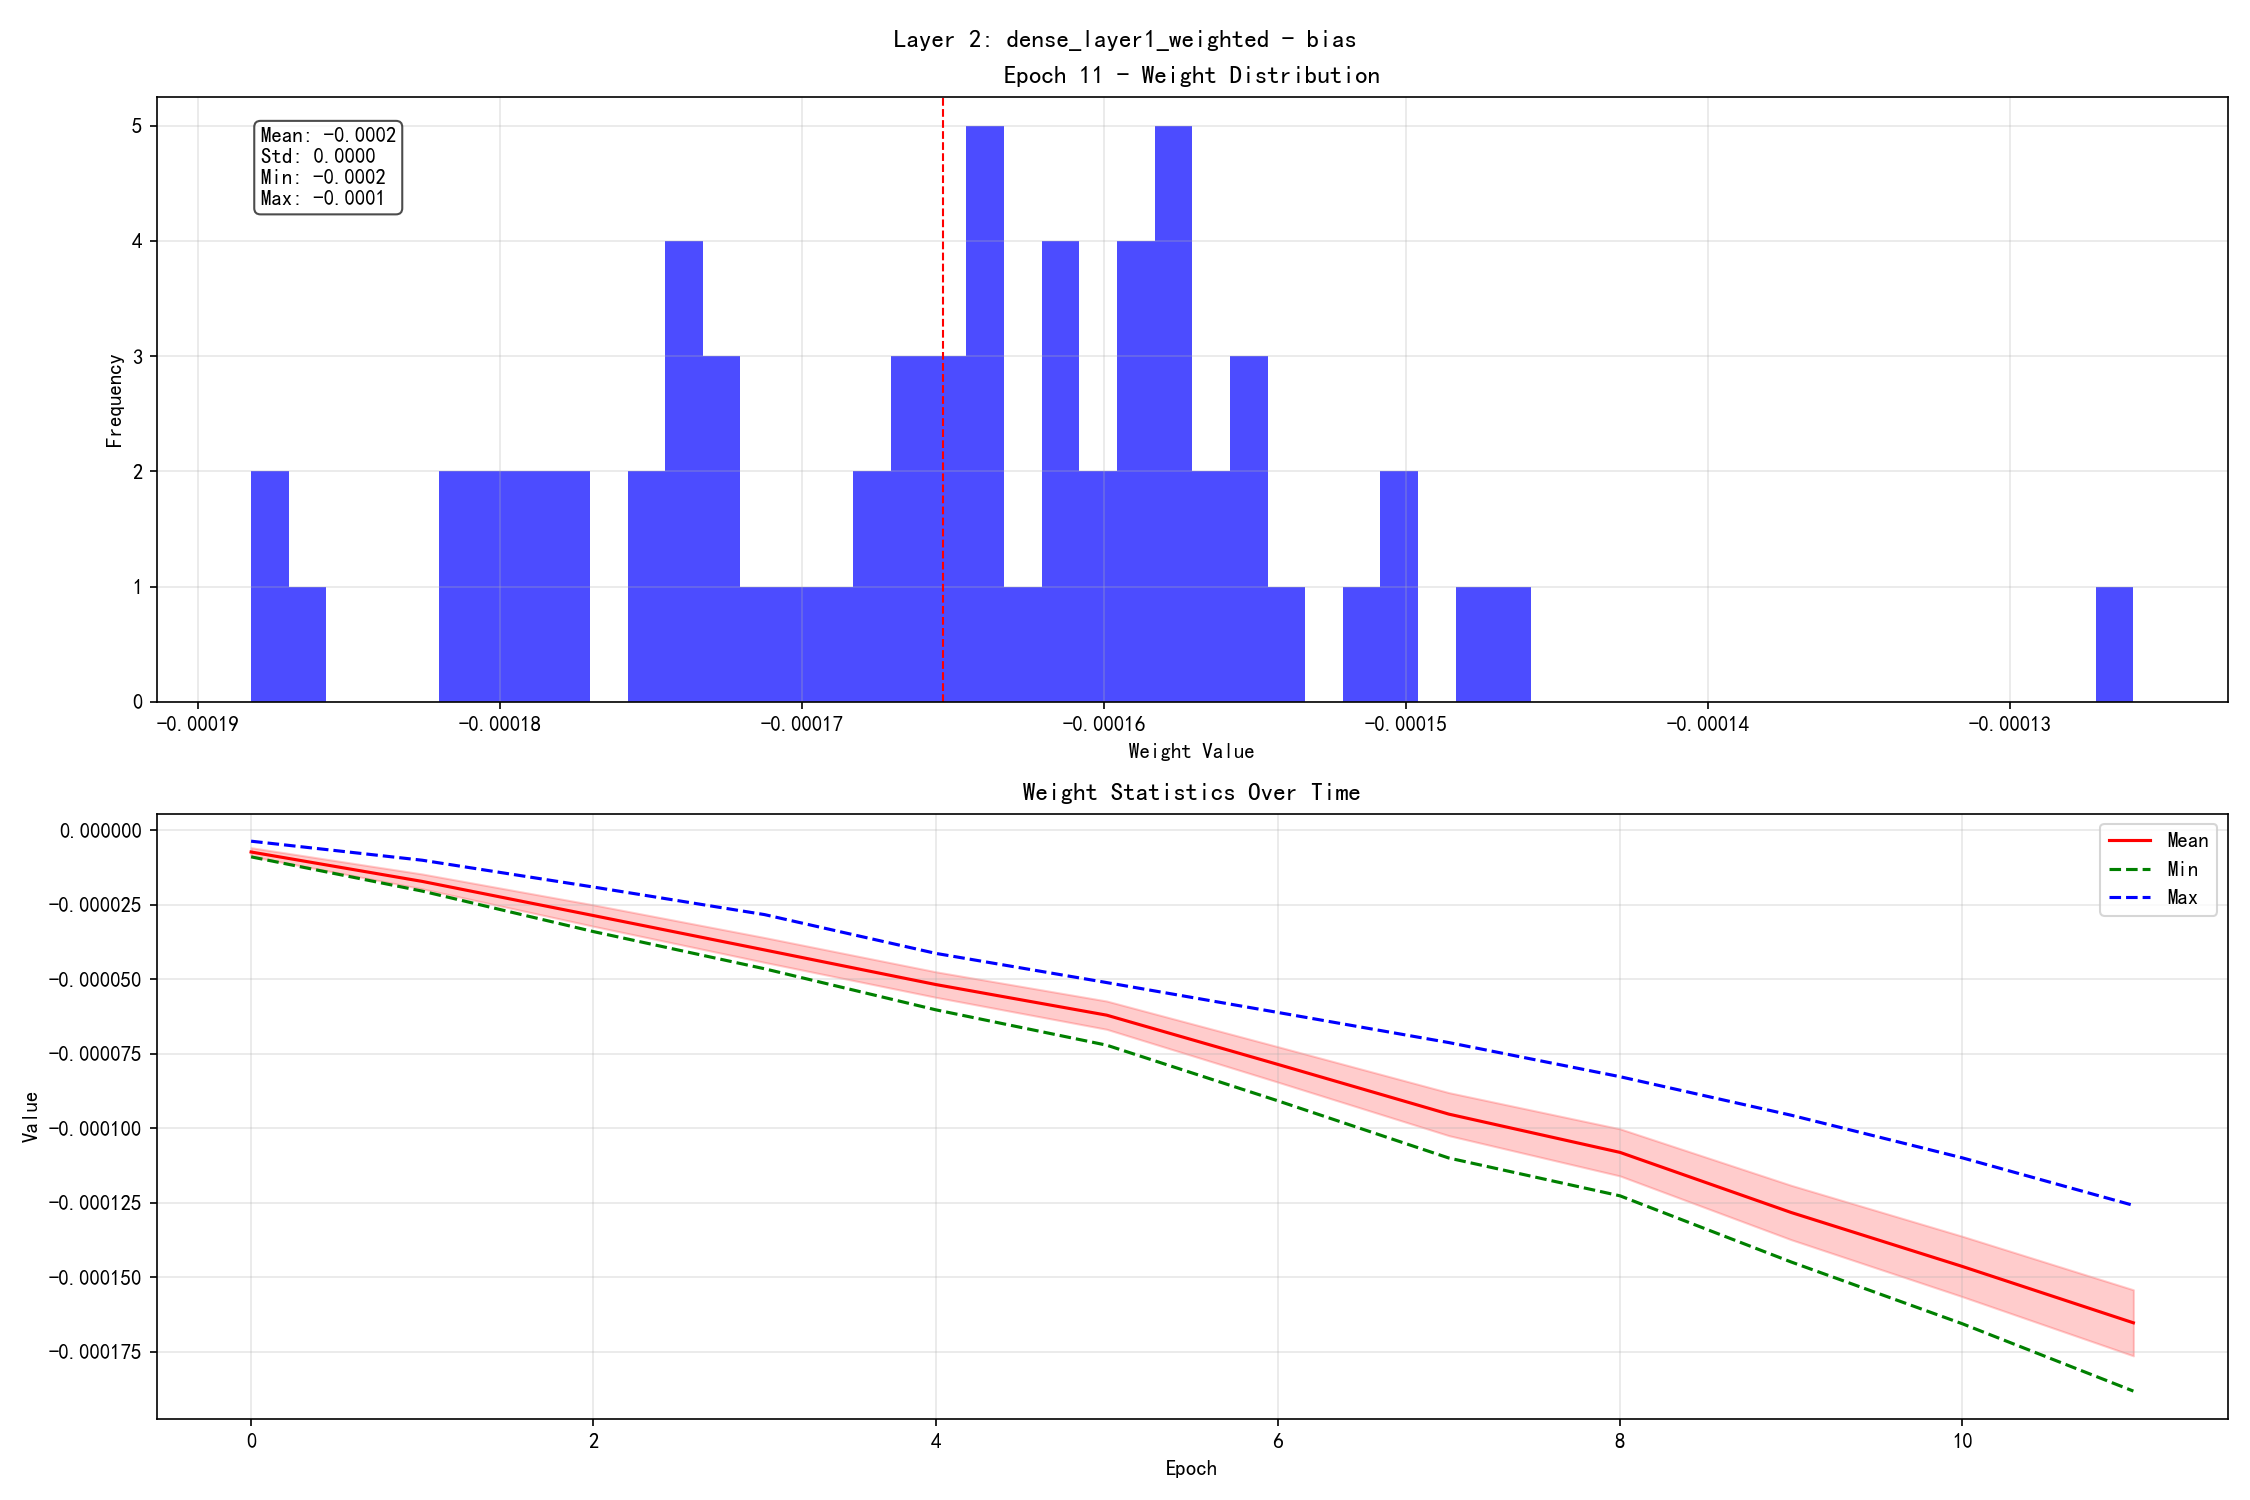 Layer 2: dense_layer1_weighted - bias
Epoch 11 - Weight Distribution
Mean: -0.0002
Std: 0.0000
Min: -0.0002
Max: -0.0001
5
4
3
2
1
0
Frequency
-0.00019 -0.00018 -0.00017 -0.00016 -0.00015 -0.00014 -0.00013
Weight Value
Weight Statistics Over Time
Mean
Min
Max
0.000000
-0.000025
-0.000050
-0.000075
-0.000100
-0.000125
-0.000150
-0.000175
Value
0 2 4 6 8 10
Epoch